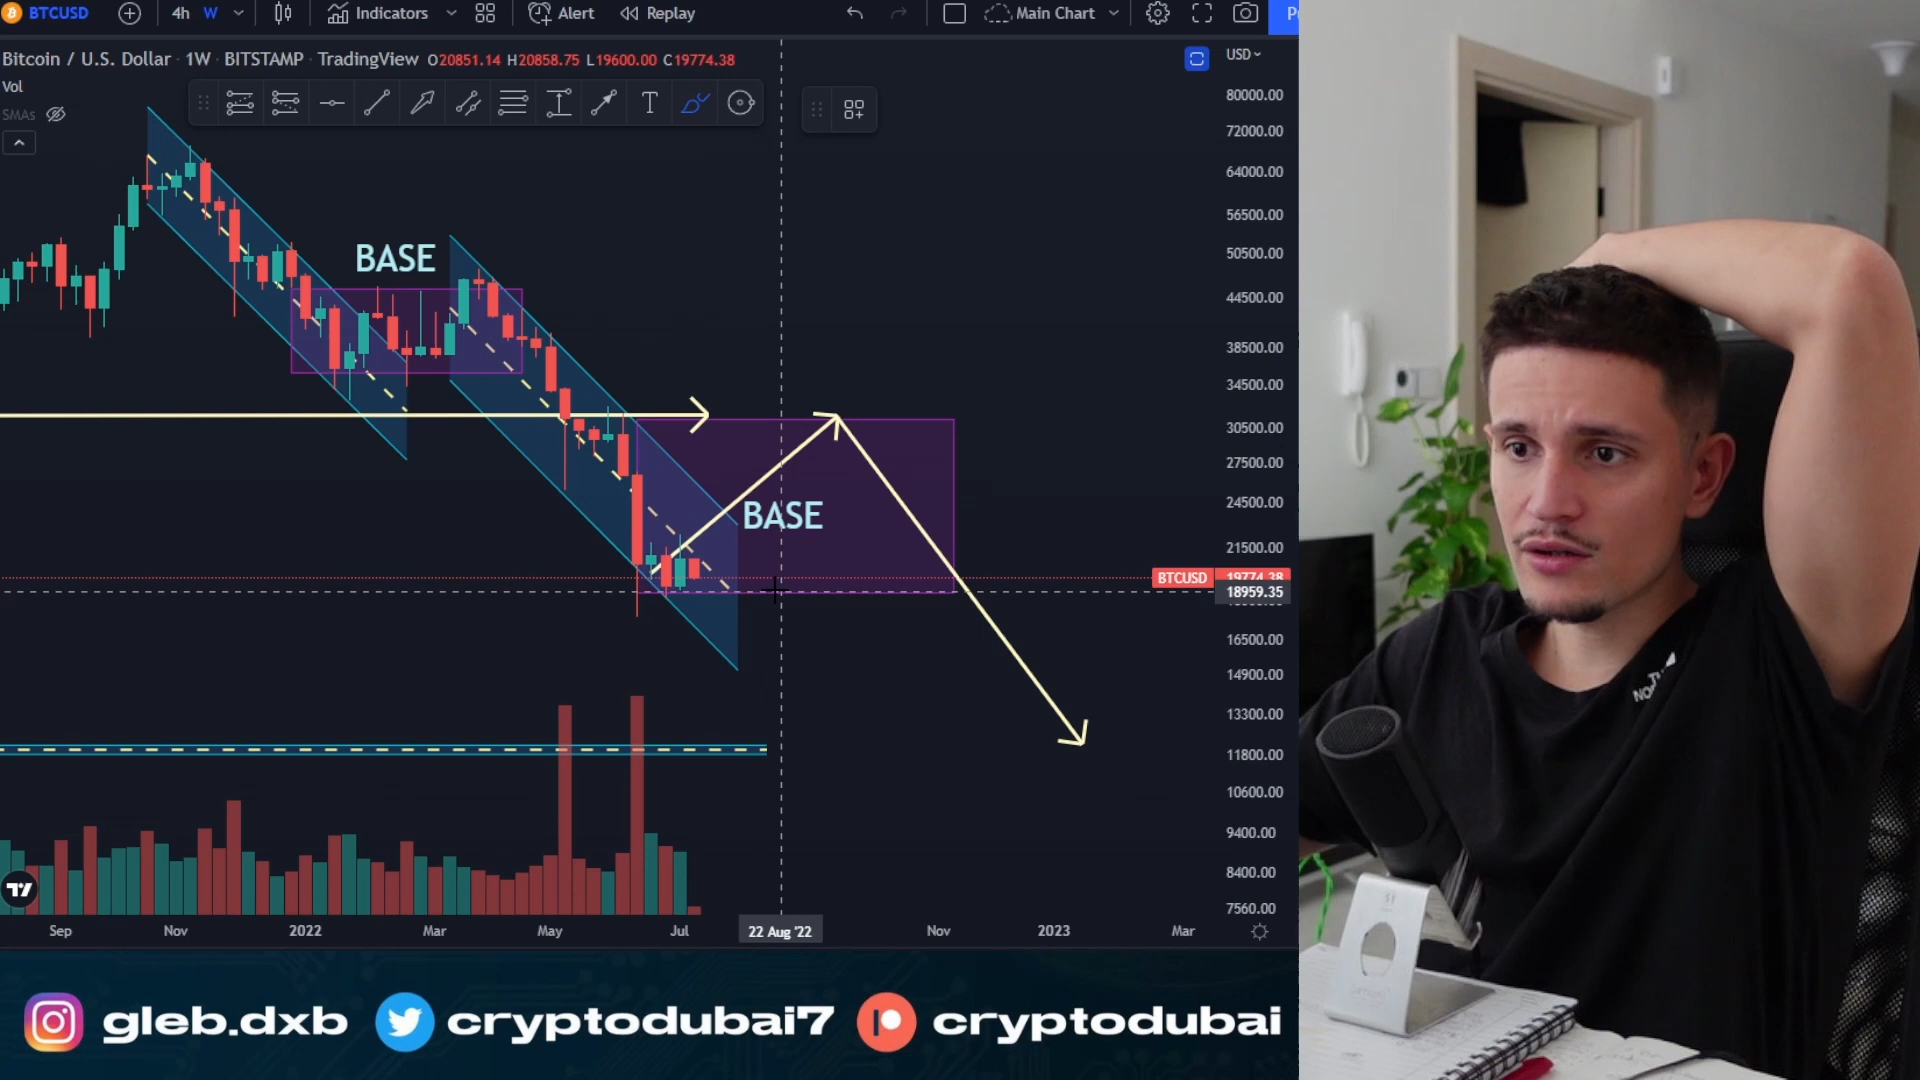 BTCUSD 4h W Indicators Alert Replay Main Chart P
Bitcoin / U.S. Dollar · 1W · BITSTAMP · TradingView O20851.14 H20858.75 L19600.00 C19774.38
USD
Vol
SMAs
T
80000.00
72000.00
64000.00
56500.00
50500.00
44500.00
38500.00
34500.00
30500.00
27500.00
24500.00
21500.00
BTCUSD 19774.38
18959.35
16500.00
14900.00
13300.00
11800.00
10600.00
9400.00
8400.00
7560.00
BASE
BASE
Sep Nov 2022 Mar May Jul 22 Aug '22 Nov 2023 Mar
gleb.dxb cryptodubai7 cryptodubai